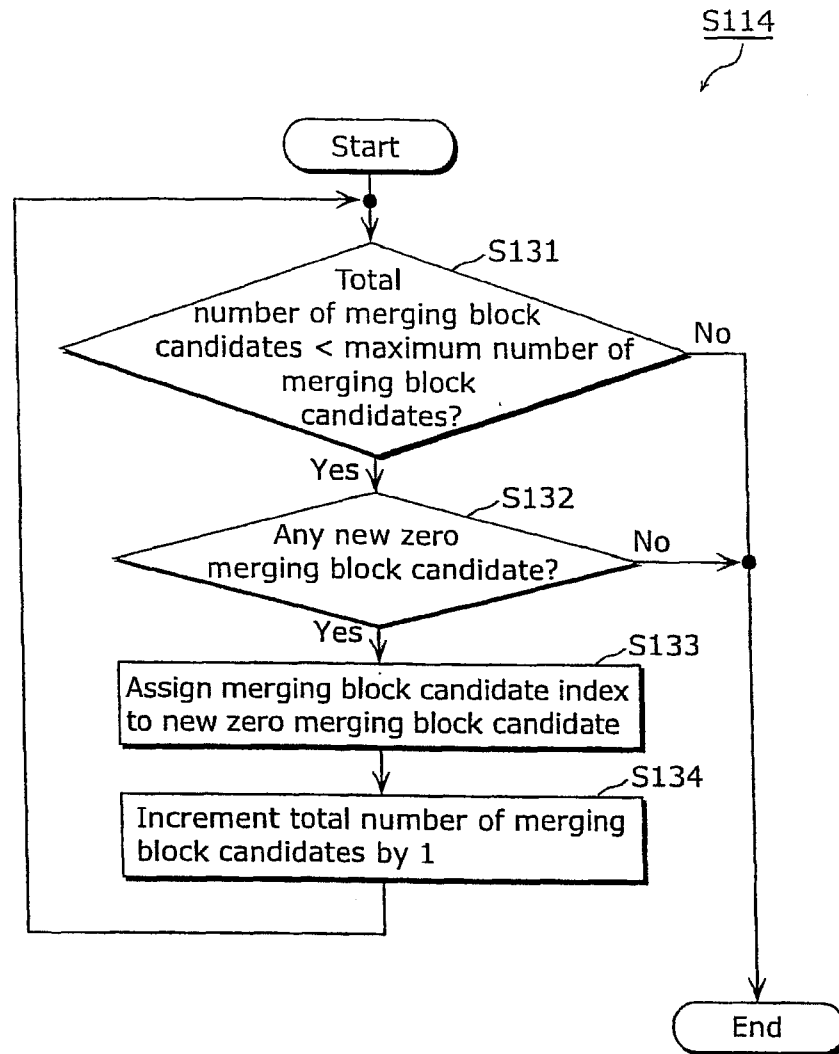 S114
Start
S131
Total
number of merging block
candidates < maximum number of
merging block
candidates?
No
Yes
S132
Any new zero
merging block candidate?
No
Yes
S133
Assign merging block candidate index
to new zero merging block candidate
S134
Increment total number of merging
block candidates by 1
End